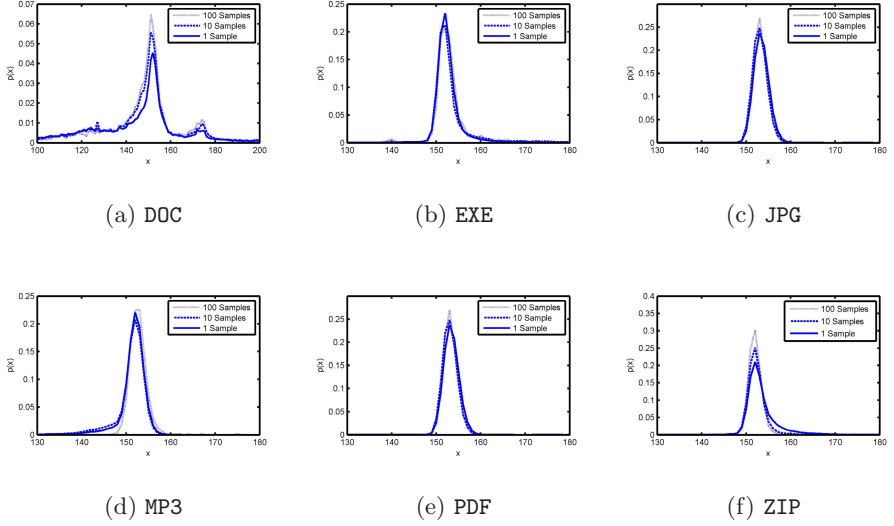 0.07
0.06
0.05
0.04
0.03
0.02
0.01
0
p(x)
100 120 140 160 180 200
x
100 Samples
10 Samples
1 Sample
(a) DOC
0.25
0.2
0.15
0.1
0.05
0
p(x)
130 140 150 160 170 180
x
100 Samples
10 Samples
1 Sample
(b) EXE
0.3
0.25
0.2
0.15
0.1
0.05
0
p(x)
130 140 150 160 170 180
x
100 Samples
10 Samples
1 Sample
(c) JPG
0.25
0.2
0.15
0.1
0.05
0
p(x)
130 140 150 160 170 180
x
100 Samples
10 Samples
1 Sample
(d) MP3
0.3
0.25
0.2
0.15
0.1
0.05
0
p(x)
130 140 150 160 170 180
x
100 Samples
10 Samples
1 Sample
(e) PDF
0.4
0.35
0.3
0.25
0.2
0.15
0.1
0.05
0
p(x)
130 140 150 160 170 180
x
100 Samples
10 Samples
1 Sample
(f) ZIP